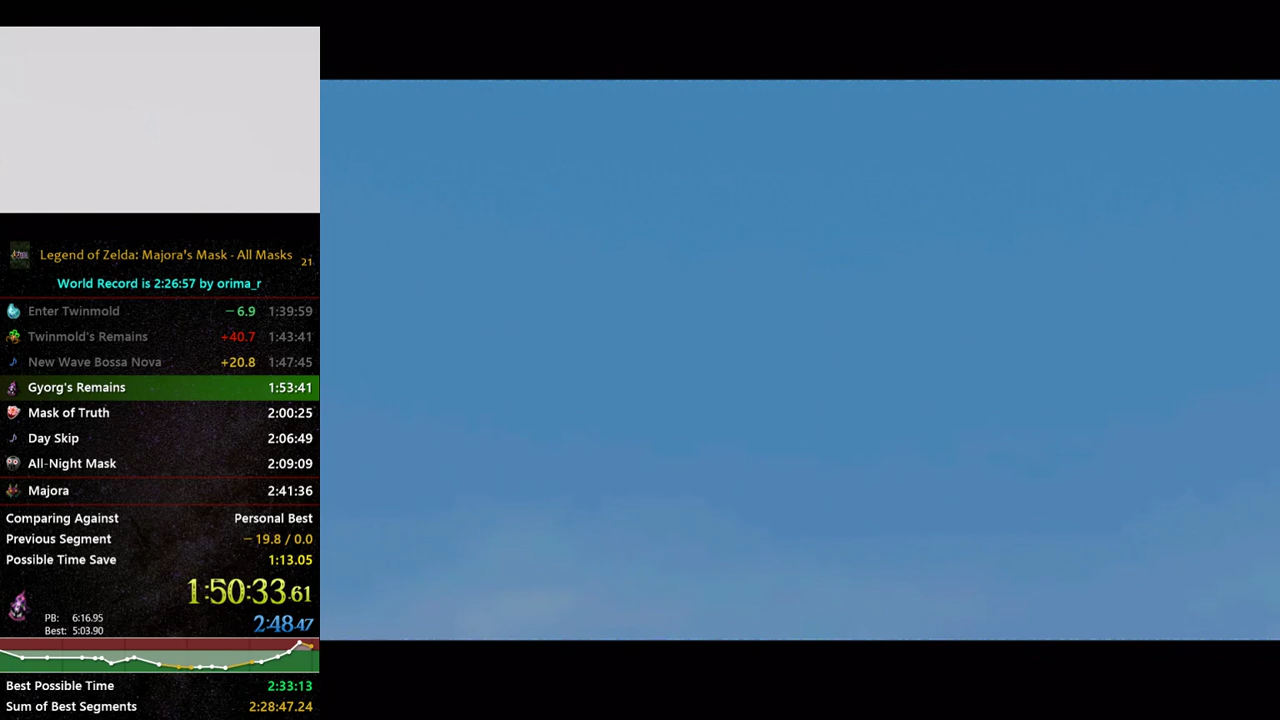 Legend of Zelda: Majora's Mask - All Masks 21
World Record is 2:26:57 by orima_r
Enter Twinmold −6.9 1:39:59
Twinmold's Remains +40.7 1:43:41
New Wave Bossa Nova +20.8 1:47:45
Gyorg's Remains 1:53:41
Mask of Truth 2:00:25
Day Skip 2:06:49
All-Night Mask 2:09:09
Majora 2:41:36
Comparing Against Personal Best
Previous Segment −19.8 / 0.0
Possible Time Save 1:13.05
1:50:33.61
PB: 6:16.95 2:48.47
Best: 5:03.90
Best Possible Time 2:33:13
Sum of Best Segments 2:28:47.24